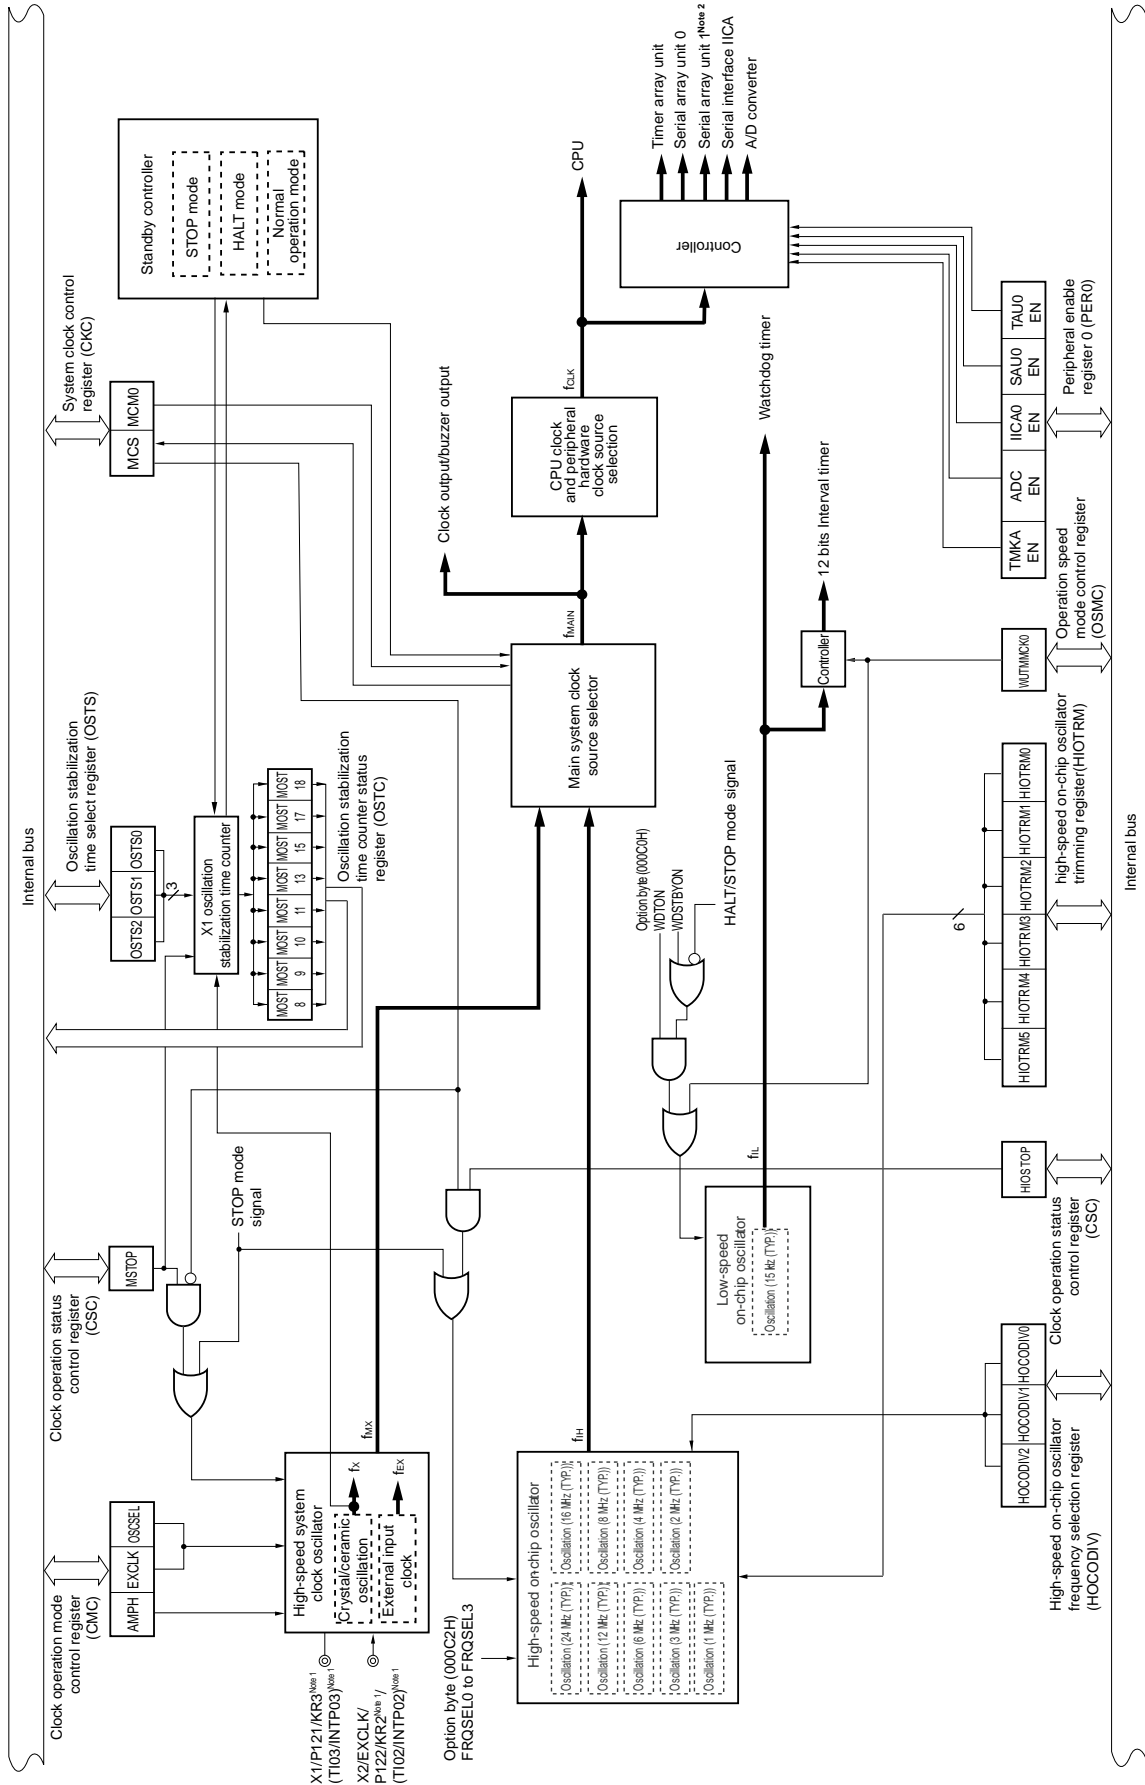 Internal bus
Clock operation mode
control register
(CMC)
AMPH
EXCLK
OSCSEL
Clock operation status
control register
(CSC)
MSTOP
STOP mode
signal
Oscillation stabilization
time select register (OSTS)
OSTS2
OSTS1
OSTS0
3
X1 oscillation
stabilization time counter
MOST
8
MOST
9
MOST
10
MOST
11
MOST
13
MOST
15
MOST
17
MOST
18
Oscillation stabilization
time counter status
register (OSTC)
System clock control
register (CKC)
MCS
MCM0
Standby controller
STOP mode
HALT mode
Normal
operation mode
X1/P121/KR3Note 1
(TI03/INTP03)Note 1
X2/EXCLK/
P122/KR2Note 1/
(TI02/INTP02)Note 1
High-speed system
clock oscillator
Crystal/ceramic
oscillation
External input
clock
fX
fEX
fMX
Option byte (000C2H)
FRQSEL0 to FRQSEL3
High-speed on-chip oscillator
Oscillation (24 MHz (TYP.))
Oscillation (16 MHz (TYP.))
Oscillation (12 MHz (TYP.))
Oscillation (8 MHz (TYP.))
Oscillation (6 MHz (TYP.))
Oscillation (4 MHz (TYP.))
Oscillation (3 MHz (TYP.))
Oscillation (2 MHz (TYP.))
Oscillation (1 MHz (TYP.))
fIH
Main system clock
source selector
fMAIN
Clock output/buzzer output
CPU clock
and peripheral
hardware
clock source
selection
fCLK
CPU
Controller
Timer array unit
Serial array unit 0
Serial array unit 1Note 2
Serial interface IICA
A/D converter
Option byte (000C0H)
WDTON
WDSTBYON
HALT/STOP mode signal
Low-speed
on-chip oscillator
Oscillation (15 kHz (TYP.))
fIL
Watchdog timer
Controller
12 bits Interval timer
6
HOCODIV2
HOCODIV1
HOCODIV0
High-speed on-chip oscillator
frequency selection register
(HOCODIV)
HIOSTOP
Clock operation status
control register
(CSC)
HIOTRM5
HIOTRM4
HIOTRM3
HIOTRM2
HIOTRM1
HIOTRM0
high-speed on-chip oscillator
trimming register(HIOTRM)
WUTMMCK0
Operation speed
mode control register
(OSMC)
TMKA
EN
ADC
EN
IICA0
EN
SAU0
EN
TAU0
EN
Peripheral enable
register 0 (PER0)
Internal bus